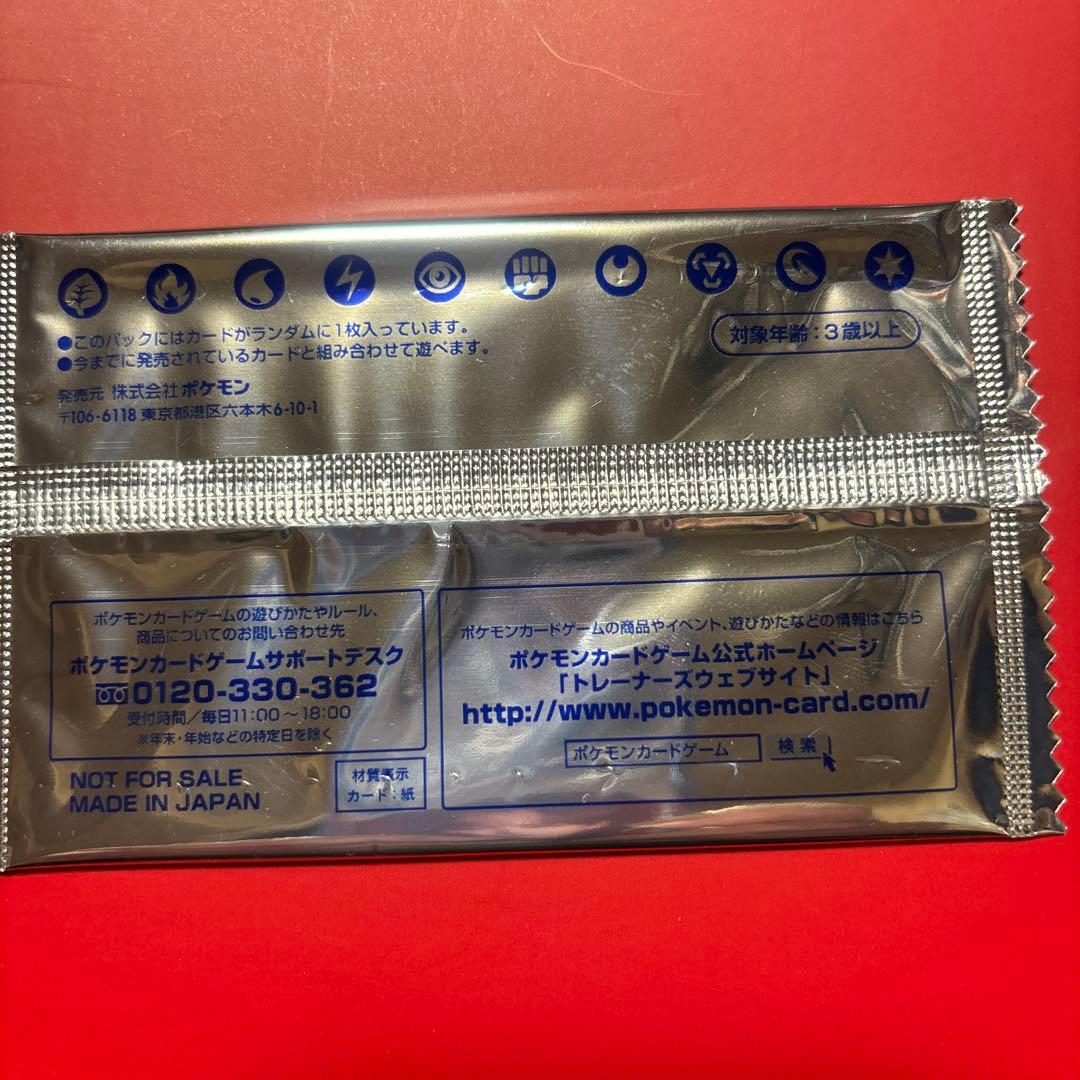 ●このパックにはカードがランダムに1枚入っています。
●今までに発売されているカードと組み合わせて遊べます。
対象年齢:3歳以上
発売元 株式会社ポケモン
〒106-6118 東京都港区六本木6-10-1
ポケモンカードゲームの遊びかたやルール、
商品についてのお問い合わせ先
ポケモンカードゲームサポートデスク
0120-330-362
受付時間/毎日11:00~18:00
※年末・年始などの特定日を除く
NOT FOR SALE
MADE IN JAPAN
材質表示
カード:紙
ポケモンカードゲームの商品やイベント、遊びかたなどの情報はこちら
ポケモンカードゲーム公式ホームページ
「トレーナーズウェブサイト」
http://www.pokemon-card.com/
ポケモンカードゲーム 検索